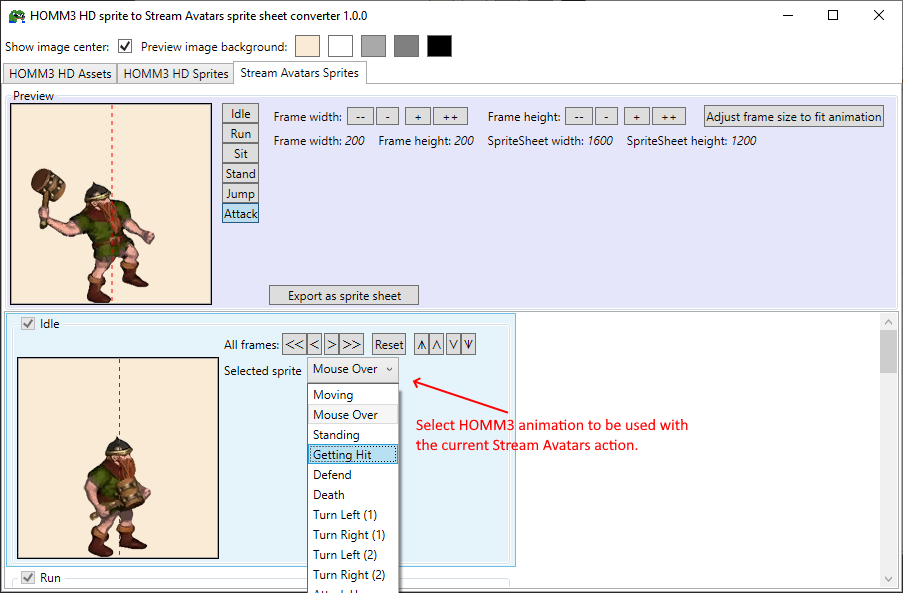 HOMM3 HD sprite to Stream Avatars sprite sheet converter 1.0.0
Show image center: Preview image background:
HOMM3 HD Assets HOMM3 HD Sprites Stream Avatars Sprites
Preview
Idle
Run
Sit
Stand
Jump
Attack
Frame width: -- - + ++ Frame height: -- - + ++ Adjust frame size to fit animation
Frame width: 200 Frame height: 200 SpriteSheet width: 1600 SpriteSheet height: 1200
Export as sprite sheet
Idle
All frames: << < > >> Reset
Selected sprite Mouse Over
Moving
Mouse Over
Standing
Getting Hit
Defend
Death
Turn Left (1)
Turn Right (1)
Turn Left (2)
Turn Right (2)
Select HOMM3 animation to be used with
the current Stream Avatars action.
Run